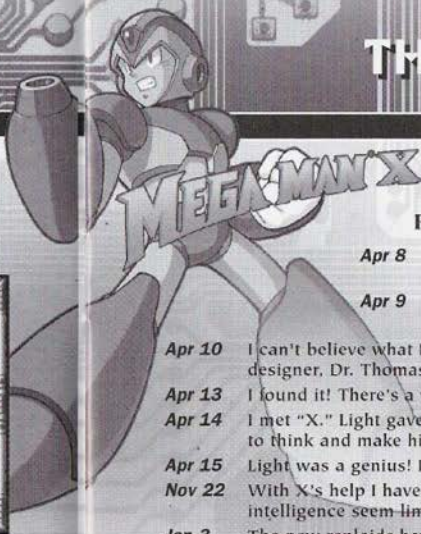 TH
MEGA MAN X
Apr 8
Apr 9
Apr 10 I can't believe what I
designer, Dr. Thomas
Apr 13 I found it! There's a
Apr 14 I met "X." Light gave
to think and make hi
Apr 15 Light was a genius! I
Nov 22 With X's help I have
intelligence seem lim